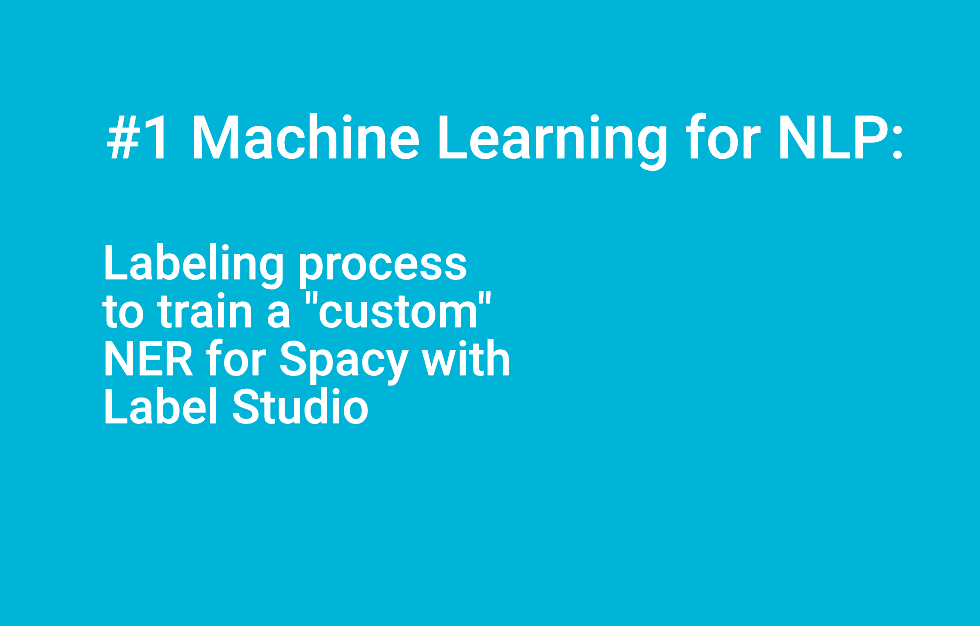 #1 Machine Learning for NLP:
Labeling process
to train a "custom"
NER for Spacy with
Label Studio